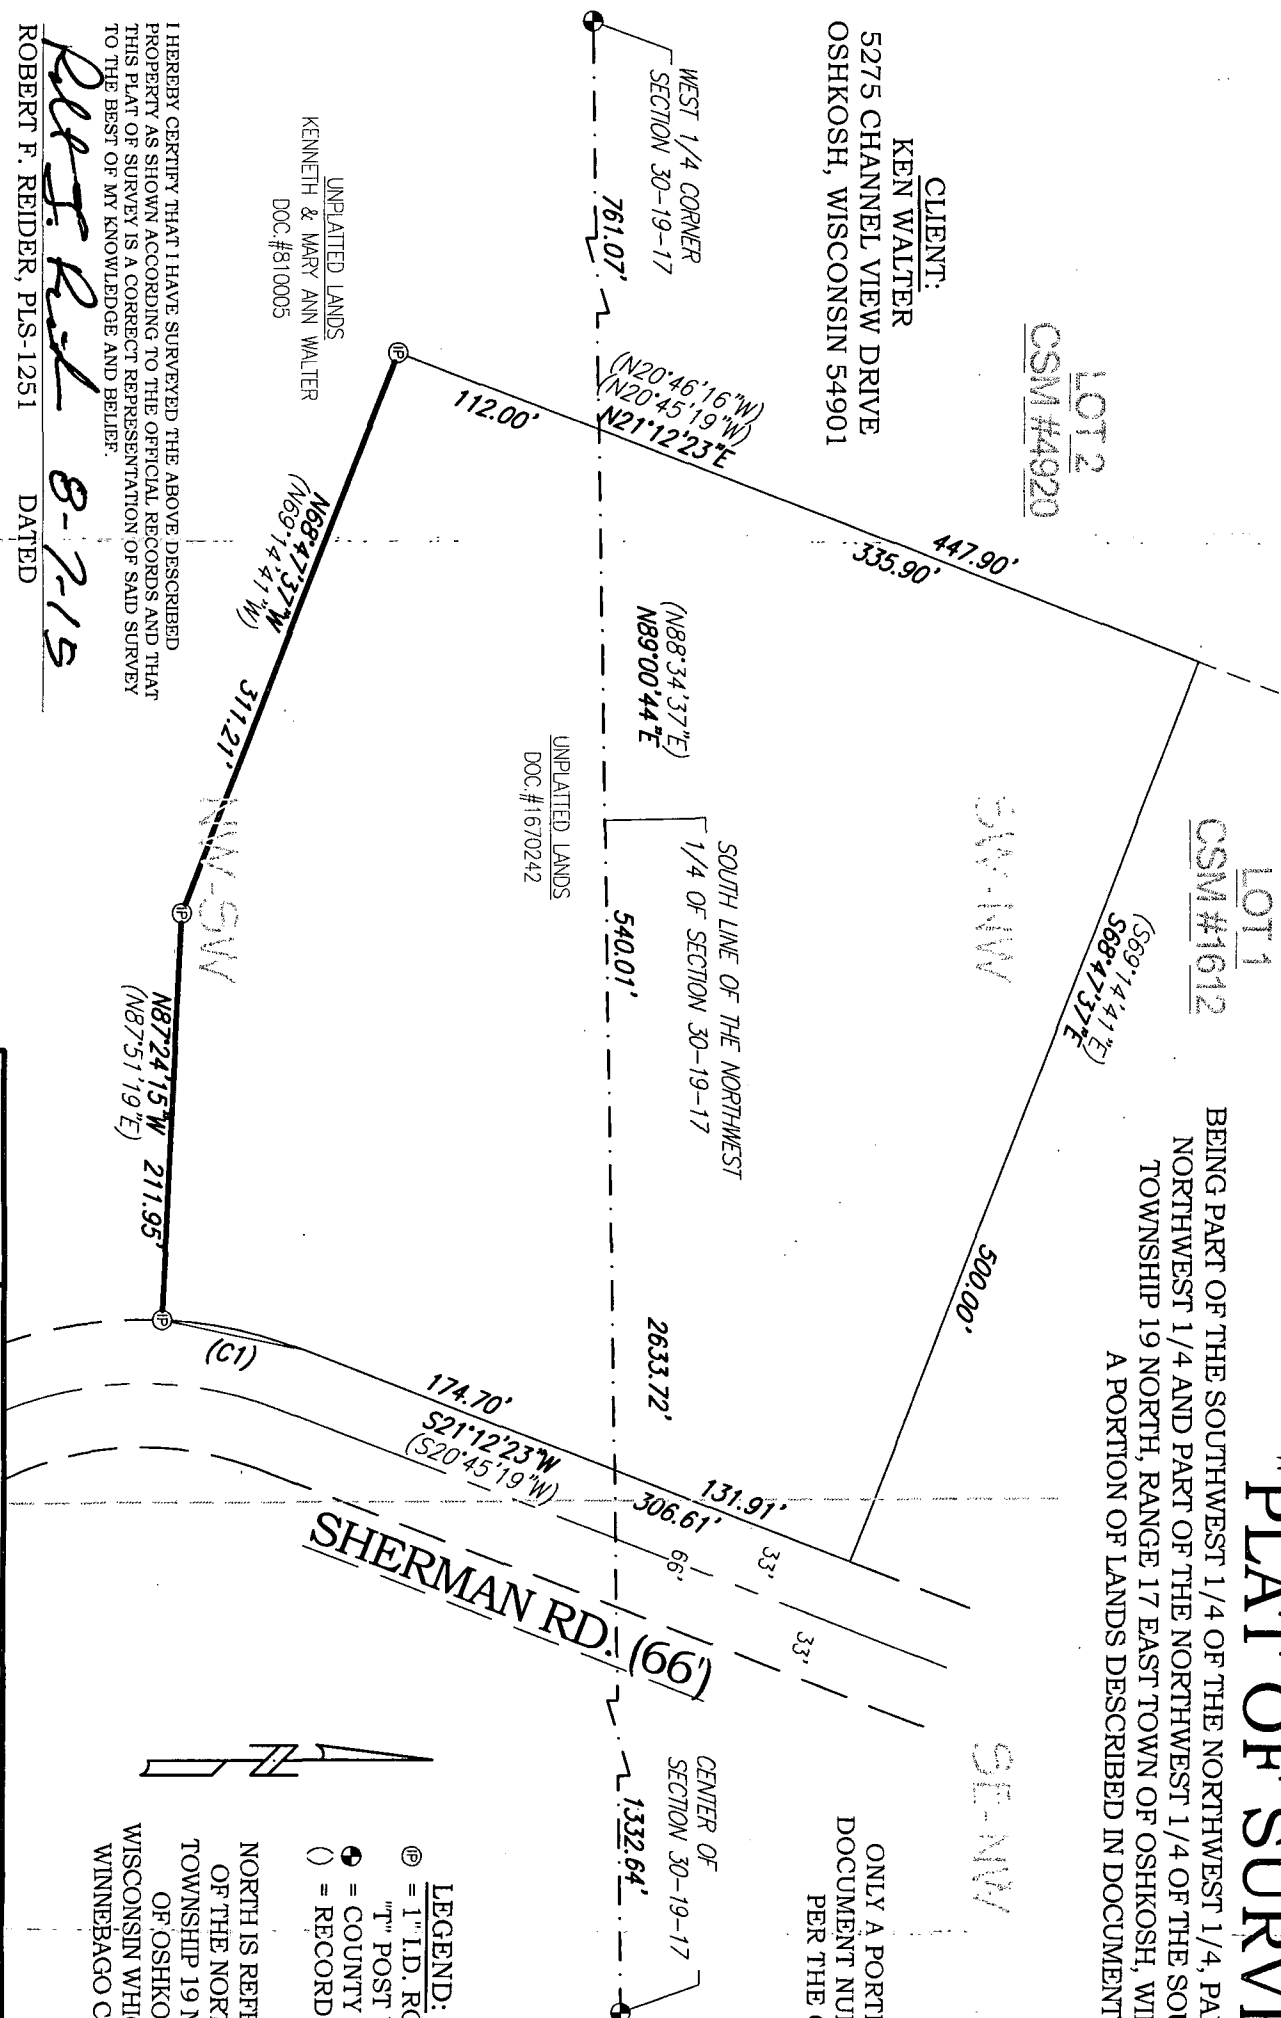 "PLAT OF SURVE
BEING PART OF THE SOUTHWEST 1/4 OF THE NORTHWEST 1/4, PA
NORTHWEST 1/4 AND PART OF THE NORTHWEST 1/4 OF THE SOU
TOWNSHIP 19 NORTH, RANGE 17 EAST TOWN OF OSHKOSH, WI
A PORTION OF LANDS DESCRIBED IN DOCUMENT
LOT 1
CSM #1612
LOT 2
CSM #4920
CLIENT:
KEN WALTER
5275 CHANNEL VIEW DRIVE
OSHKOSH, WISCONSIN 54901
(S69°14'41"E)
S68°47'37"E
500.00'
SW-NW
SE-NW
447.90'
335.90'
ONLY A PORTI
DOCUMENT NU
PER THE
(N20°46'16"W)
(N20°45'19"W)
N21°12'23"E
112.00'
WEST 1/4 CORNER
SECTION 30-19-17
761.07'
(N88°34'37"E)
N89°00'44"E
SOUTH LINE OF THE NORTHWEST
1/4 OF SECTION 30-19-17
540.01'
2633.72'
CENTER OF
SECTION 30-19-17
1332.64'
UNPLATTED LANDS
DOC.#1670242
33'
66'
33'
131.91'
306.61'
174.70'
S21°12'23"W
(S20°45'19"W)
SHERMAN RD. (66')
(C1)
UNPLATTED LANDS
KENNETH & MARY ANN WALTER
DOC.#810005
IP
N68°47'37"W
(N69°14'41"W)
311.21'
NW-SW
IP
N87°24'15"W 211.95'
(N87°51'19"E)
IP
LEGEND:
IP = 1" I.D. RO
"T" POST
= COUNTY
() = RECORD
NORTH IS REFE
OF THE NORT
TOWNSHIP 19 N
OF OSHKO
WISCONSIN WHIC
WINNEBAGO C
I HEREBY CERTIFY THAT I HAVE SURVEYED THE ABOVE DESCRIBED
PROPERTY AS SHOWN ACCORDING TO THE OFFICIAL RECORDS AND THAT
THIS PLAT OF SURVEY IS A CORRECT REPRESENTATION OF SAID SURVEY
TO THE BEST OF MY KNOWLEDGE AND BELIEF.
8-7-15
ROBERT F. REIDER, PLS-1251 DATED